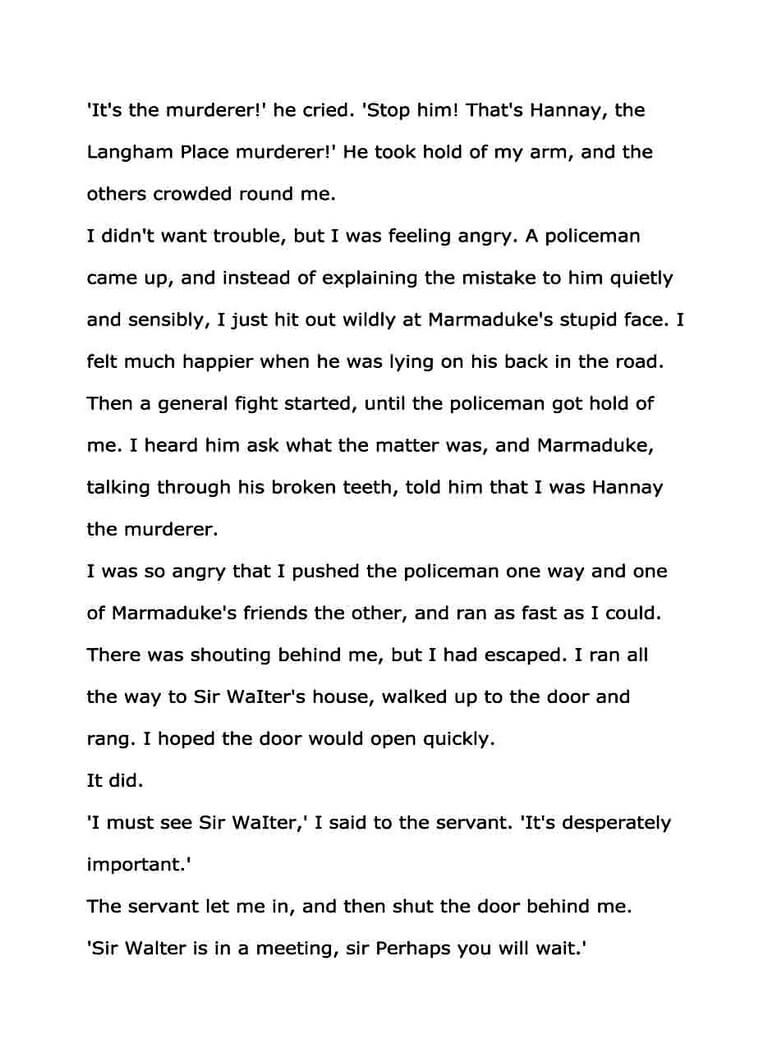 'It's the murderer!' he cried. 'Stop him! That's Hannay, the
Langham Place murderer!' He took hold of my arm, and the
others crowded round me.
I didn't want trouble, but I was feeling angry. A policeman
came up, and instead of explaining the mistake to him quietly
and sensibly, I just hit out wildly at Marmaduke's stupid face. I
felt much happier when he was lying on his back in the road.
Then a general fight started, until the policeman got hold of
me. I heard him ask what the matter was, and Marmaduke,
talking through his broken teeth, told him that I was Hannay
the murderer.
I was so angry that I pushed the policeman one way and one
of Marmaduke's friends the other, and ran as fast as I could.
There was shouting behind me, but I had escaped. I ran all
the way to Sir WaIter's house, walked up to the door and
rang. I hoped the door would open quickly.
It did.
'I must see Sir WaIter,' I said to the servant. 'It's desperately
important.'
The servant let me in, and then shut the door behind me.
'Sir Walter is in a meeting, sir Perhaps you will wait.'